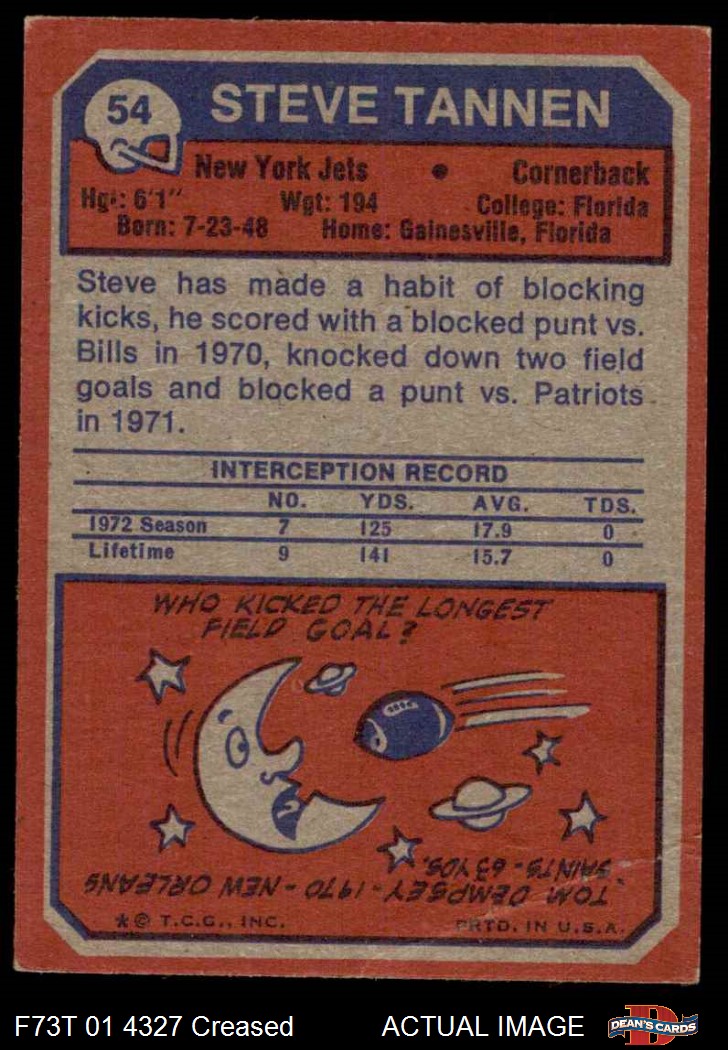 54
STEVE TANNEN
New York Jets • Cornerback
Hgt: 6'1" Wgt: 194 College: Florida
Born: 7-23-48 Home: Gainesville, Florida
Steve has made a habit of blocking
kicks, he scored with a blocked punt vs.
Bills in 1970, knocked down two field
goals and blocked a punt vs. Patriots
in 1971.
INTERCEPTION RECORD
NO. YDS. AVG. TDS.
1972 Season 7 125 17.9 0
Lifetime 9 141 15.7 0
WHO KICKED THE LONGEST
FIELD GOAL?
TOM DEMPSEY - 1970 - NEW ORLEANS
SAINTS - 63 YDS.
* © T.C.G., INC. PRTD. IN U.S.A.
F73T 01 4327 Creased ACTUAL IMAGE
D
DEAN'S CARDS